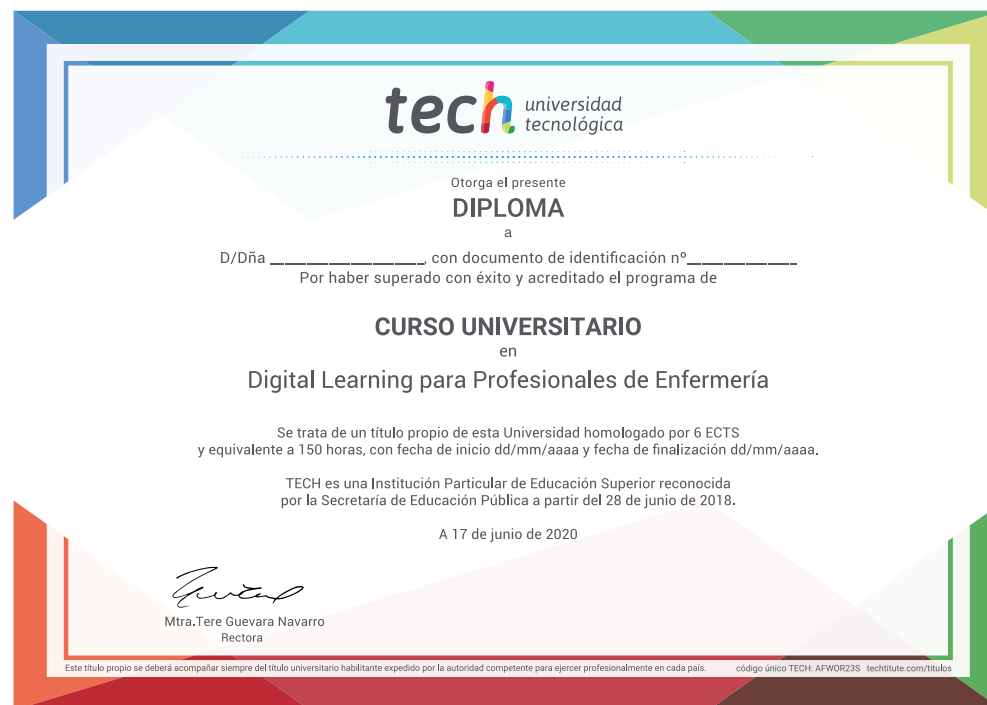 tech universidad
tecnológica
Otorga el presente
DIPLOMA
a
D/Dña _________________, con documento de identificación nº____________
Por haber superado con éxito y acreditado el programa de
CURSO UNIVERSITARIO
en
Digital Learning para Profesionales de Enfermería
Se trata de un título propio de esta Universidad homologado por 6 ECTS
y equivalente a 150 horas, con fecha de inicio dd/mm/aaaa y fecha de finalización dd/mm/aaaa.
TECH es una Institución Particular de Educación Superior reconocida
por la Secretaría de Educación Pública a partir del 28 de junio de 2018.
A 17 de junio de 2020
Mtra.Tere Guevara Navarro
Rectora
Este título propio se deberá acompañar siempre del título universitario habilitante expedido por la autoridad competente para ejercer profesionalmente en cada país. código único TECH: AFWOR23S techtitute.com/titulos